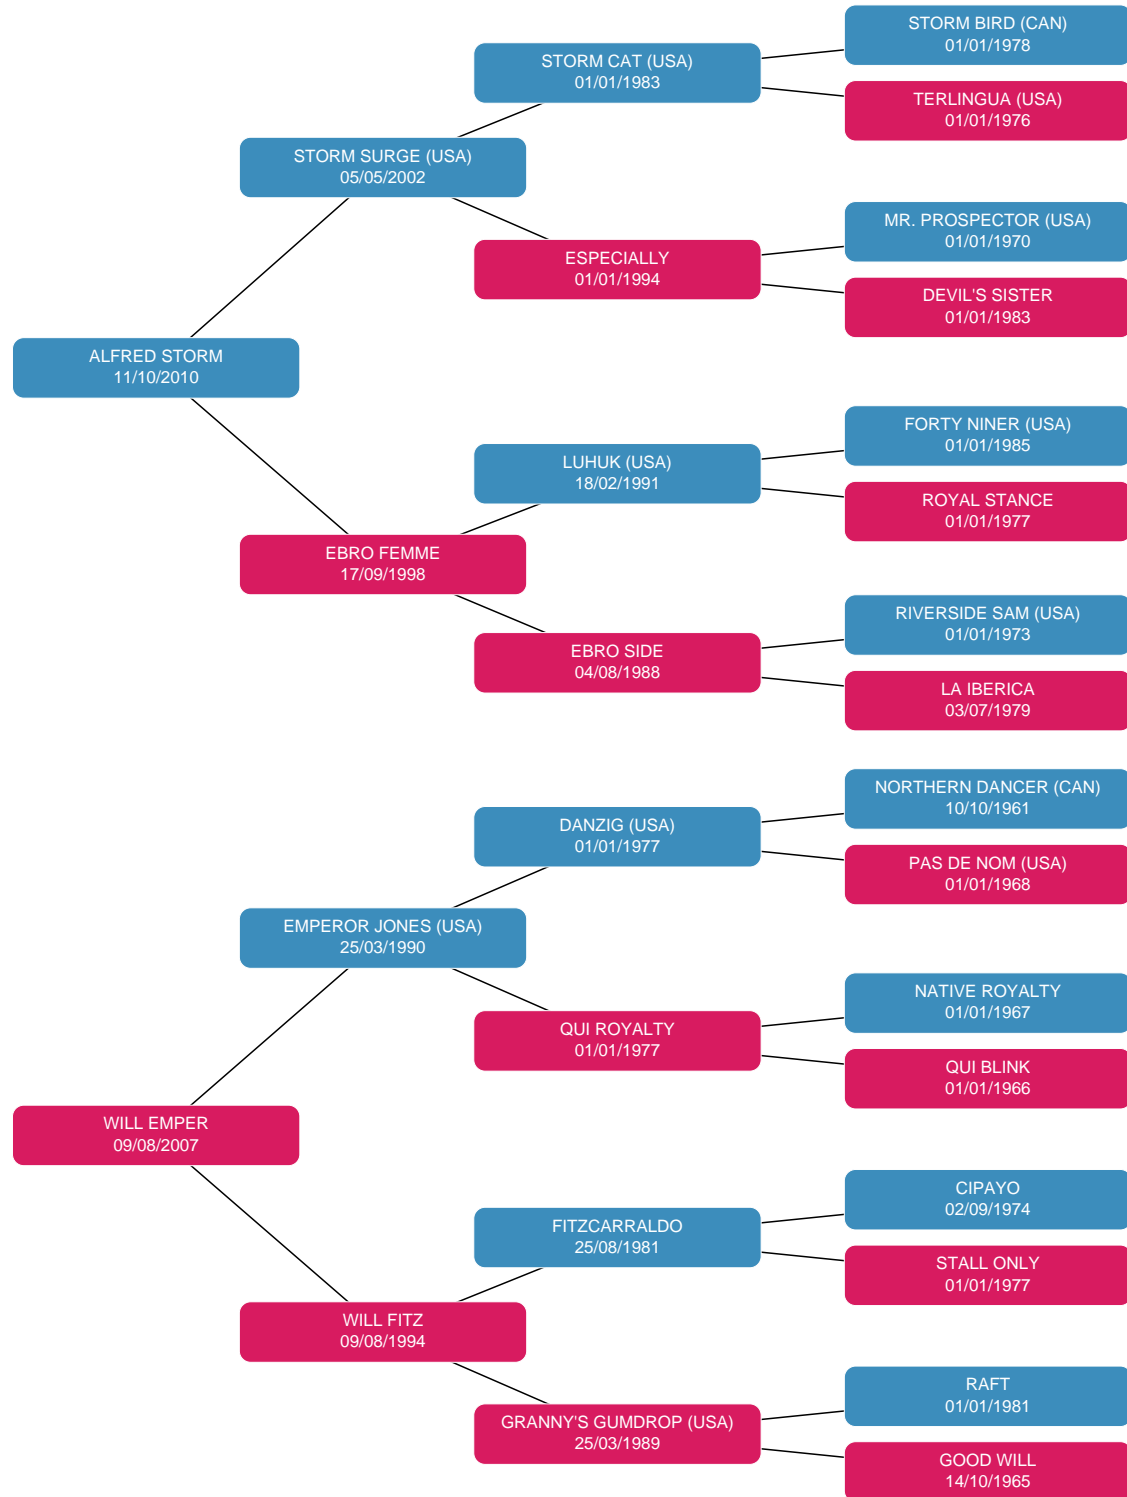 STORM BIRD (CAN)
01/01/1978
STORM CAT (USA)
01/01/1983
TERLINGUA (USA)
01/01/1976
STORM SURGE (USA)
05/05/2002
MR. PROSPECTOR (USA)
01/01/1970
ESPECIALLY
01/01/1994
DEVIL'S SISTER
01/01/1983
ALFRED STORM
11/10/2010
FORTY NINER (USA)
01/01/1985
LUHUK (USA)
18/02/1991
ROYAL STANCE
01/01/1977
EBRO FEMME
17/09/1998
RIVERSIDE SAM (USA)
01/01/1973
EBRO SIDE
04/08/1988
LA IBERICA
03/07/1979
NORTHERN DANCER (CAN)
10/10/1961
DANZIG (USA)
01/01/1977
PAS DE NOM (USA)
01/01/1968
EMPEROR JONES (USA)
25/03/1990
NATIVE ROYALTY
01/01/1967
QUI ROYALTY
01/01/1977
QUI BLINK
01/01/1966
WILL EMPER
09/08/2007
CIPAYO
02/09/1974
FITZCARRALDO
25/08/1981
STALL ONLY
01/01/1977
WILL FITZ
09/08/1994
RAFT
01/01/1981
GRANNY'S GUMDROP (USA)
25/03/1989
GOOD WILL
14/10/1965